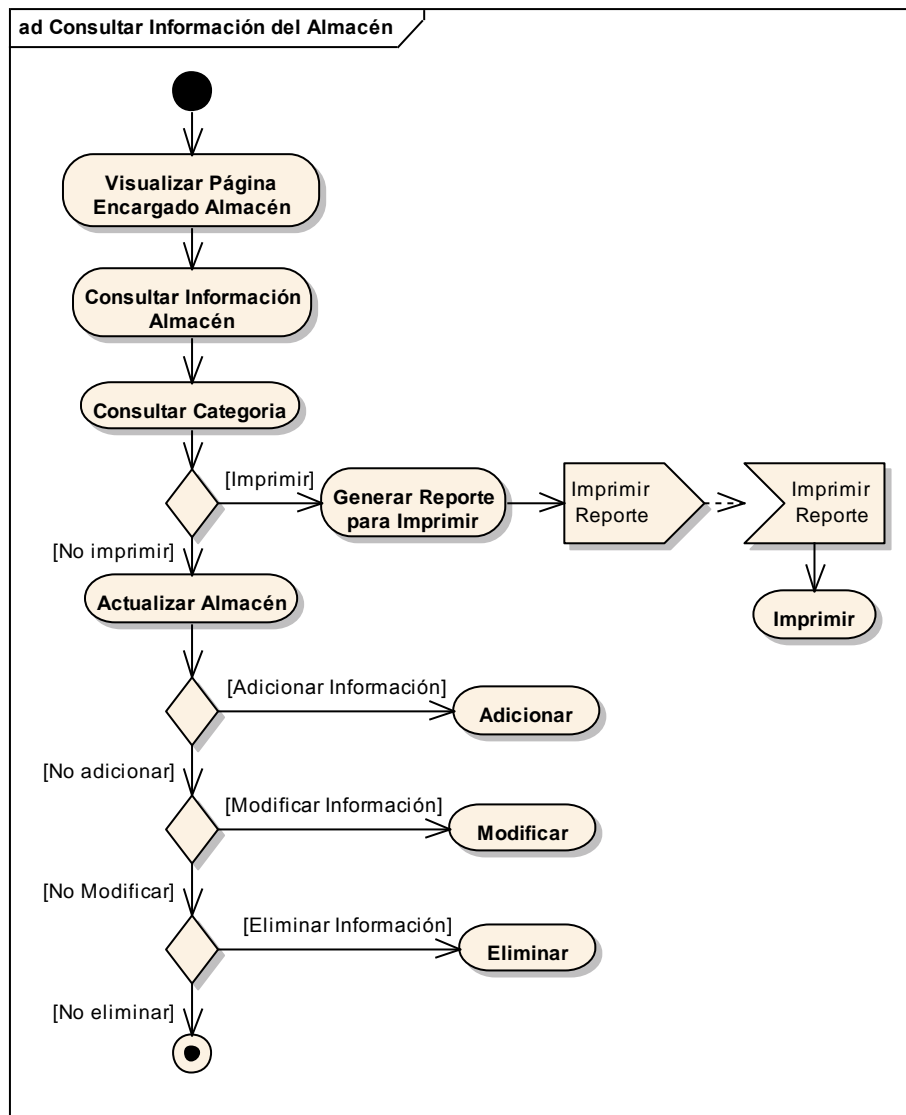 ad Consultar Información del Almacén
Visualizar Página
Encargado Almacén
Consultar Información
Almacén
Consultar Categoria
[Imprimir]
Generar Reporte
para Imprimir
Imprimir
Reporte
Imprimir
Reporte
[No imprimir]
Actualizar Almacén
Imprimir
[Adicionar Información]
Adicionar
[No adicionar]
[Modificar Información]
Modificar
[No Modificar]
[Eliminar Información]
Eliminar
[No eliminar]